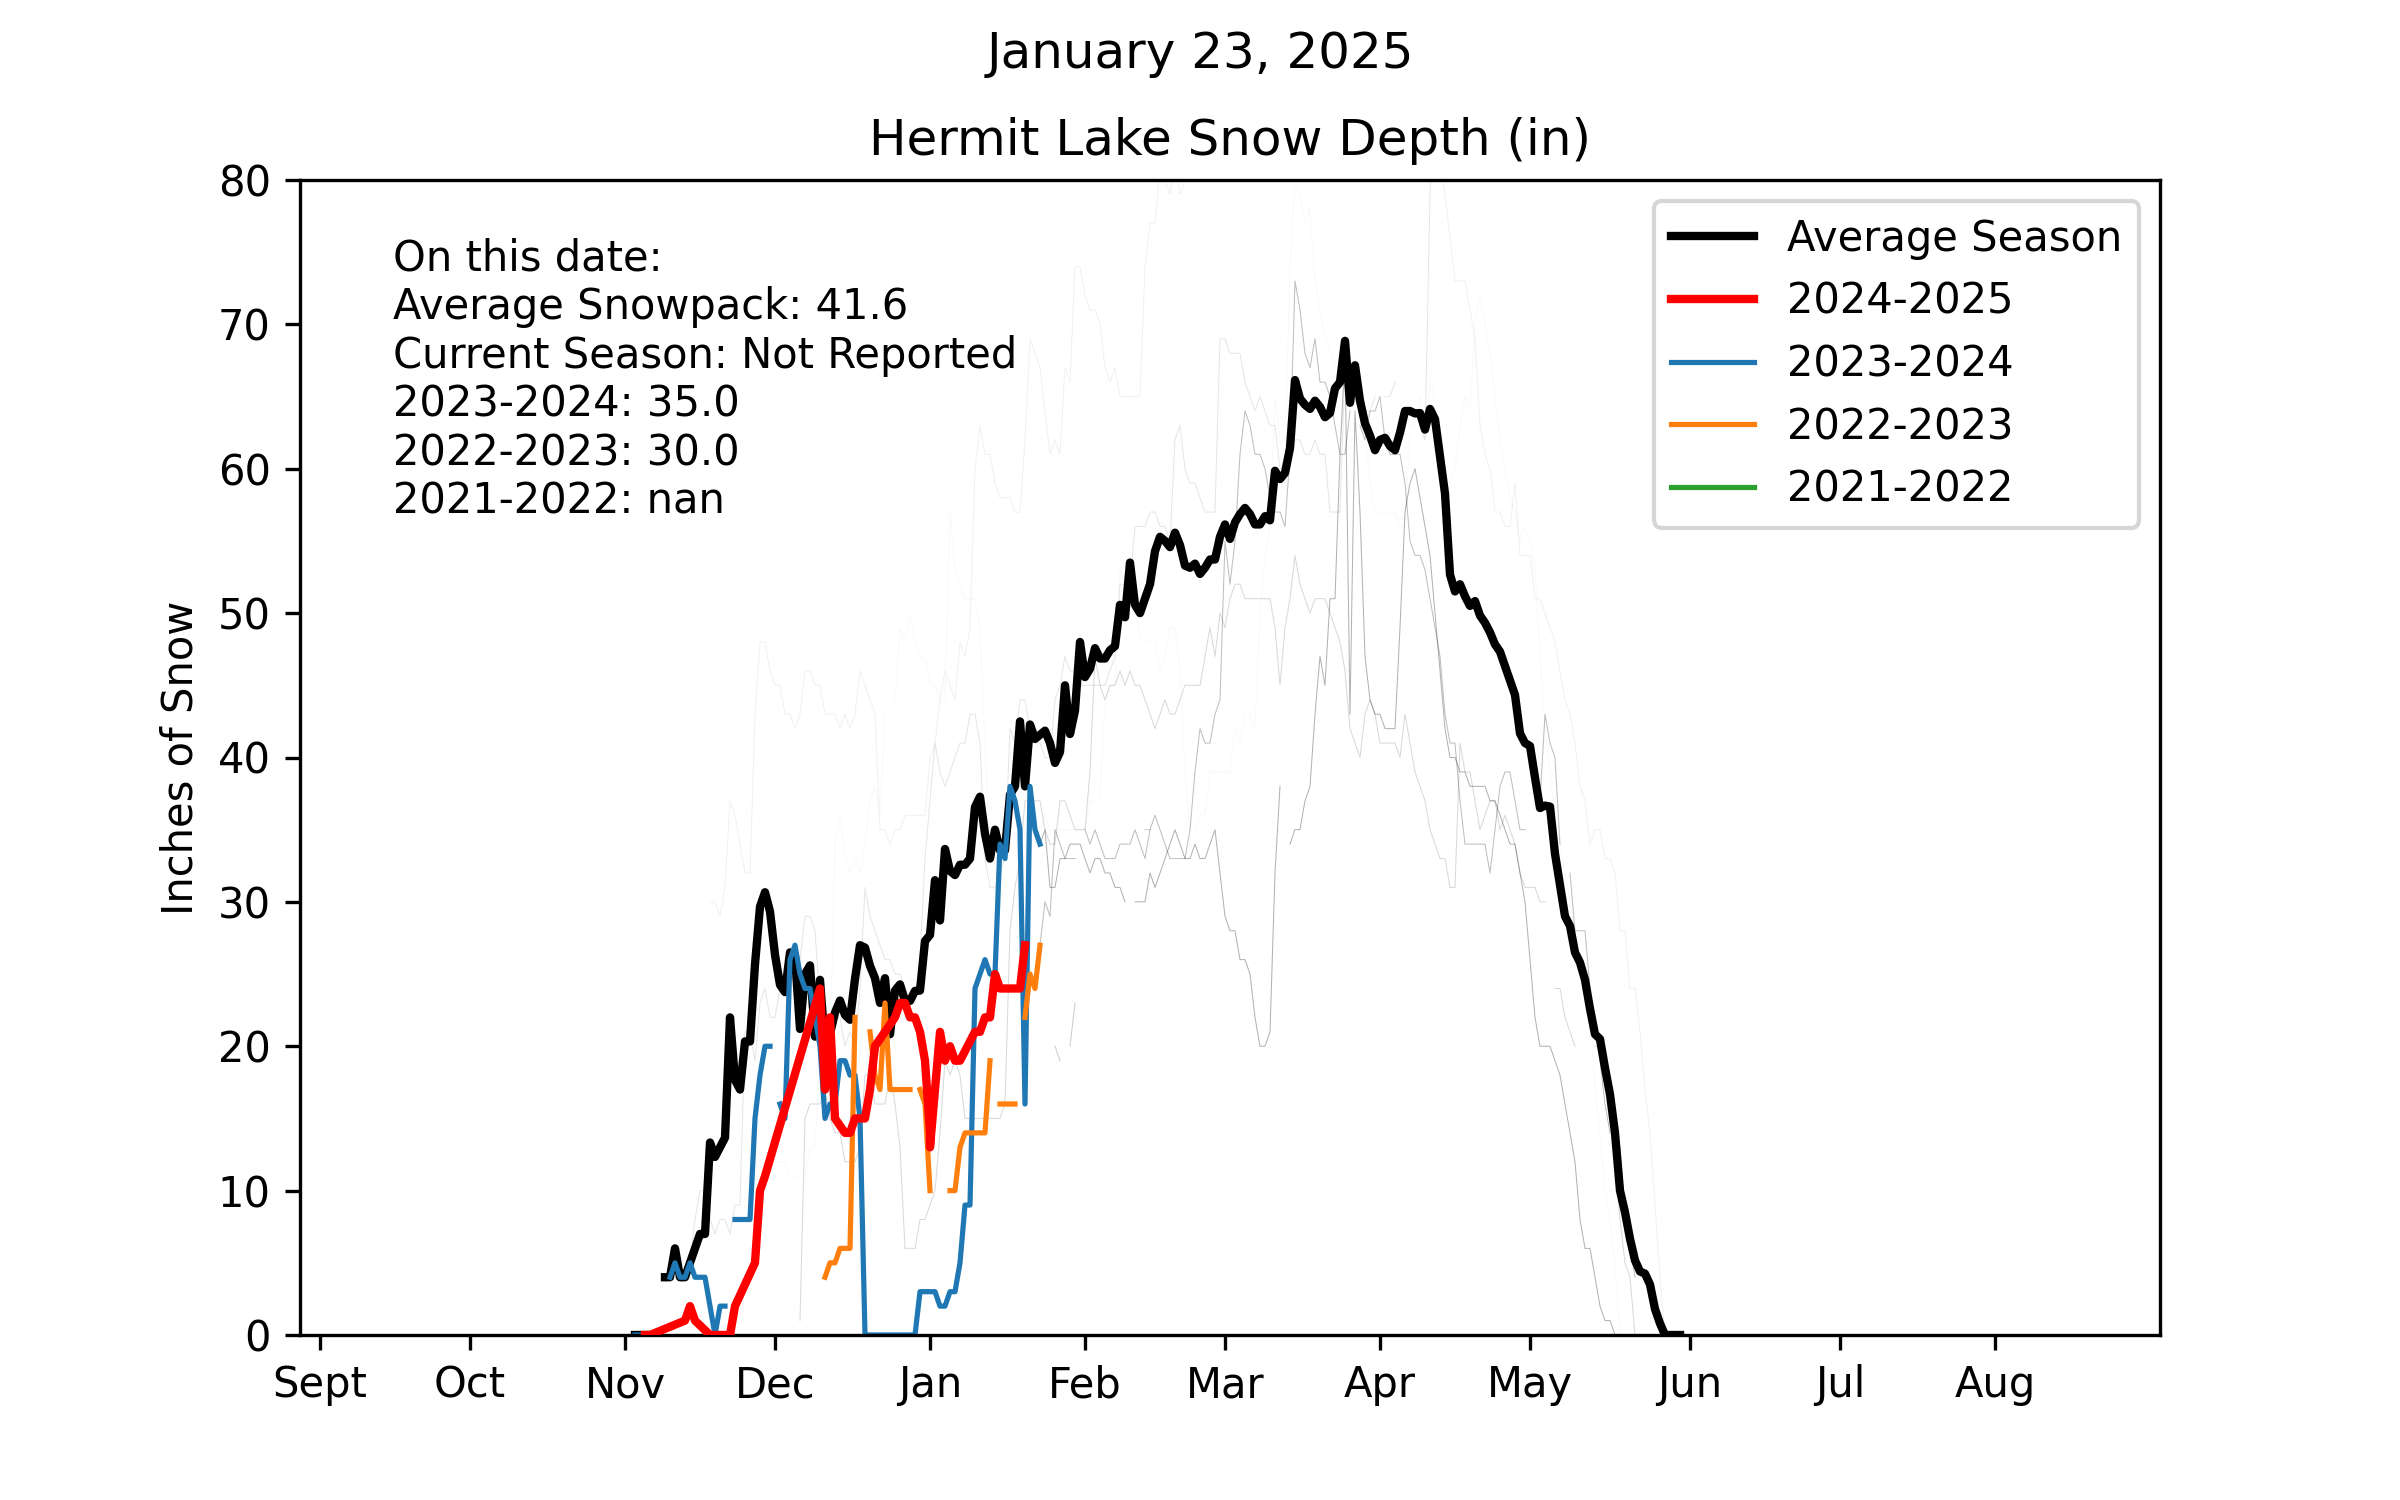 January 23, 2025
Hermit Lake Snow Depth (in)
On this date:
Average Snowpack: 41.6
Current Season: Not Reported
2023-2024: 35.0
2022-2023: 30.0
2021-2022: nan
Average Season
2024-2025
2023-2024
2022-2023
2021-2022
Inches of Snow
80
70
60
50
40
30
20
10
0
Sept Oct Nov Dec Jan Feb Mar Apr May Jun Jul Aug